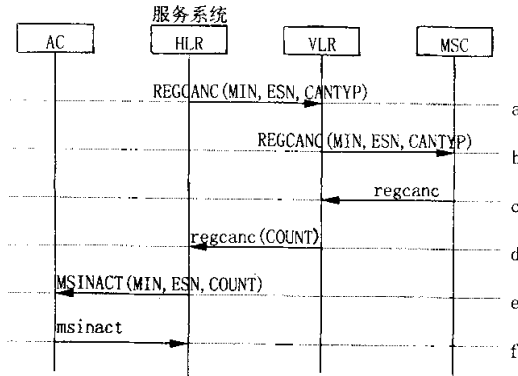 服务系统
AC HLR VLR MSC
REGCANC(MIN, ESN, CANTYP)
a
REGCANC(MIN, ESN, CANTYP)
b
regcanc
c
regcanc(COUNT)
d
MSINACT(MIN, ESN, COUNT)
e
msinact
f